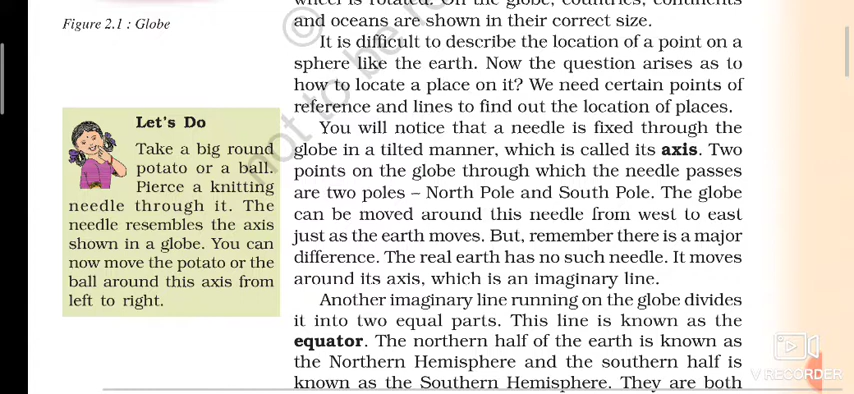 wheel is rotated. On the globe, countries, continents
and oceans are shown in their correct size.
Figure 2.1 : Globe
It is difficult to describe the location of a point on a
sphere like the earth. Now the question arises as to
how to locate a place on it? We need certain points of
reference and lines to find out the location of places.
Let's Do
Take a big round
potato or a ball.
Pierce a knitting
needle through it. The
needle resembles the axis
shown in a globe. You can
now move the potato or the
ball around this axis from
left to right.
You will notice that a needle is fixed through the
globe in a tilted manner, which is called its axis. Two
points on the globe through which the needle passes
are two poles – North Pole and South Pole. The globe
can be moved around this needle from west to east
just as the earth moves. But, remember there is a major
difference. The real earth has no such needle. It moves
around its axis, which is an imaginary line.
Another imaginary line running on the globe divides
it into two equal parts. This line is known as the
equator. The northern half of the earth is known as
the Northern Hemisphere and the southern half is
known as the Southern Hemisphere. They are both
© not to be
V RECORDER